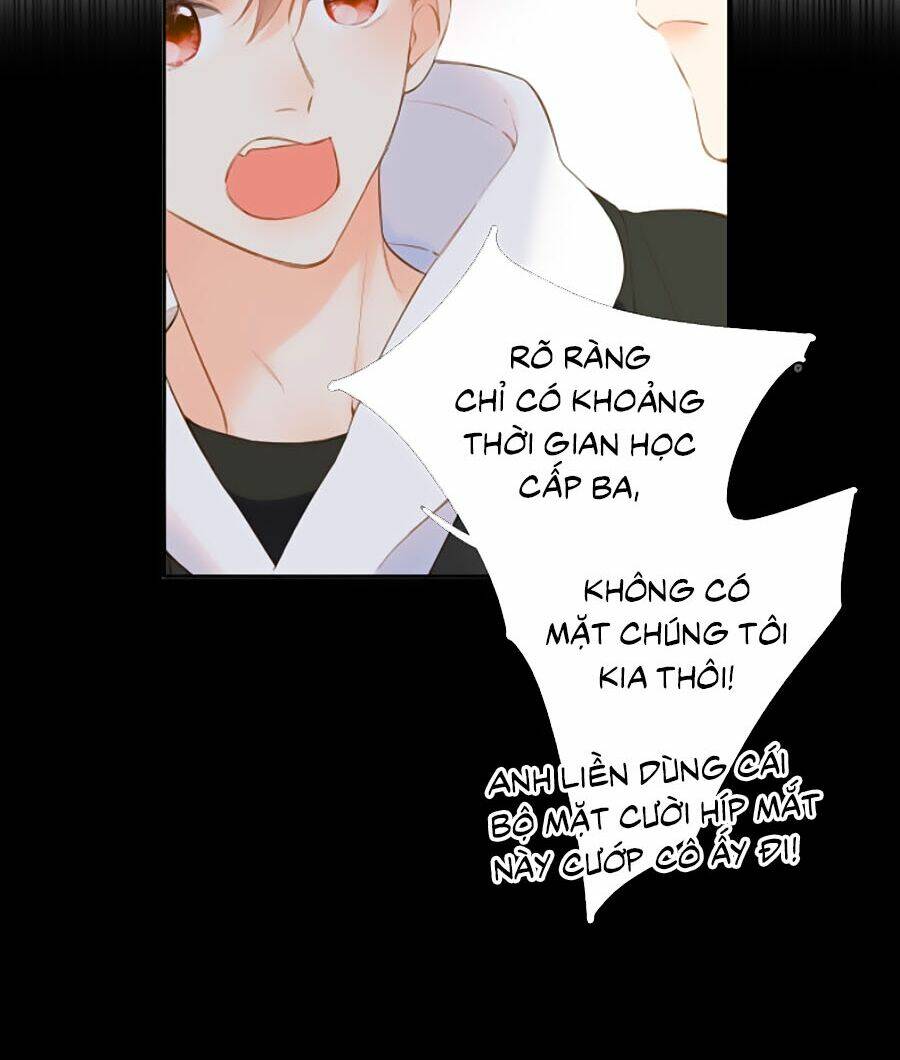 RÕ RÀNG
CHỈ CÓ KHOẢNG
THỜI GIAN HỌC
CẤP BA,
KHÔNG CÓ
MẶT CHÚNG TÔI
KIA THÔI!
ANH LIỀN DÙNG CÁI
BỘ MẶT CƯỜI HÍP MẮT
NÀY CƯỚP CÔ ẤY ĐI!